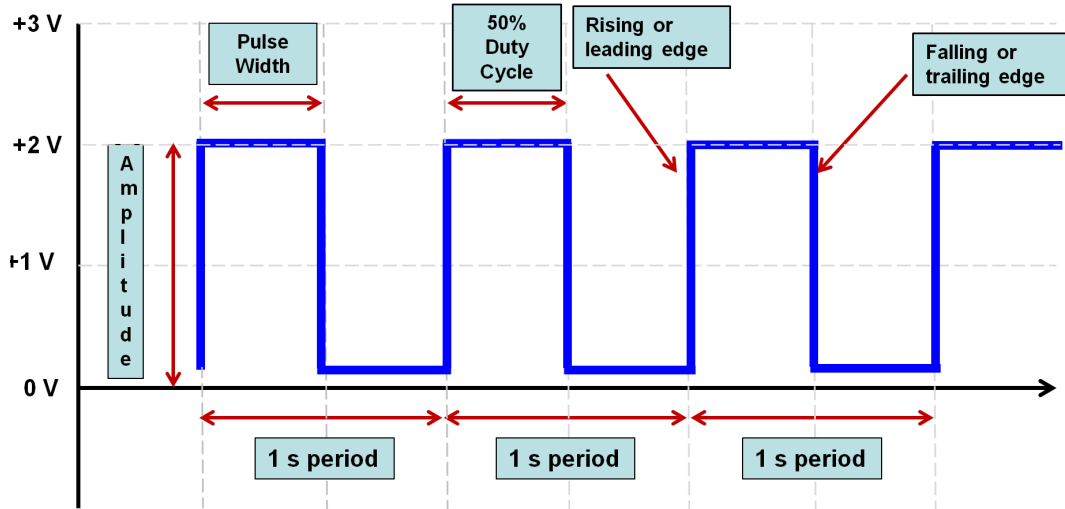 +3 V
Pulse
Width
50%
Duty
Cycle
Rising or
leading edge
Falling or
trailing edge
+2 V
A
m
p
l
i
t
u
d
e
+1 V
0 V
1 s period
1 s period
1 s period